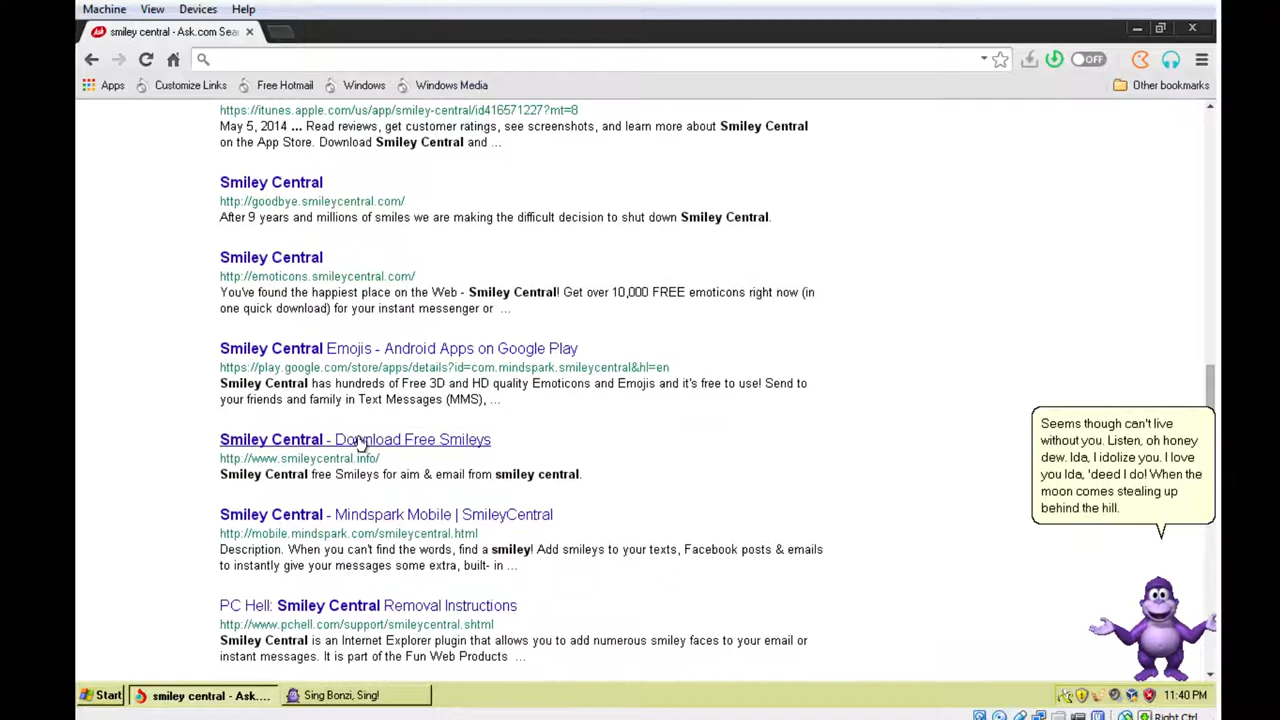 Machine View Devices Help
smiley central - Ask.com Sea
OFF
Apps Customize Links Free Hotmail Windows Windows Media Other bookmarks
https://itunes.apple.com/us/app/smiley-central/id416571227?mt=8
May 5, 2014 ... Read reviews, get customer ratings, see screenshots, and learn more about Smiley Central
on the App Store. Download Smiley Central and ...
Smiley Central
http://goodbye.smileycentral.com/
After 9 years and millions of smiles we are making the difficult decision to shut down Smiley Central.
Smiley Central
http://emoticons.smileycentral.com/
You've found the happiest place on the Web - Smiley Central! Get over 10,000 FREE emoticons right now (in
one quick download) for your instant messenger or ...
Smiley Central Emojis - Android Apps on Google Play
https://play.google.com/store/apps/details?id=com.mindspark.smileycentral&hl=en
Smiley Central has hundreds of Free 3D and HD quality Emoticons and Emojis and it's free to use! Send to
your friends and family in Text Messages (MMS), ...
Smiley Central - Download Free Smileys
http://www.smileycentral.info/
Smiley Central free Smileys for aim & email from smiley central.
Smiley Central - Mindspark Mobile | SmileyCentral
http://mobile.mindspark.com/smileycentral.html
Description. When you can't find the words, find a smiley! Add smileys to your texts, Facebook posts & emails
to instantly give your messages some extra, built- in ...
PC Hell: Smiley Central Removal Instructions
http://www.pchell.com/support/smileycentral.shtml
Smiley Central is an Internet Explorer plugin that allows you to add numerous smiley faces to your email or
instant messages. It is part of the Fun Web Products ...
Seems though can't live
without you. Listen, oh honey
dew. Ida, I idolize you. I love
you Ida, 'deed I do! When the
moon comes stealing up
behind the hill.
Start smiley central - Ask.... Sing Bonzi, Sing! 11:40 PM
Right Ctrl